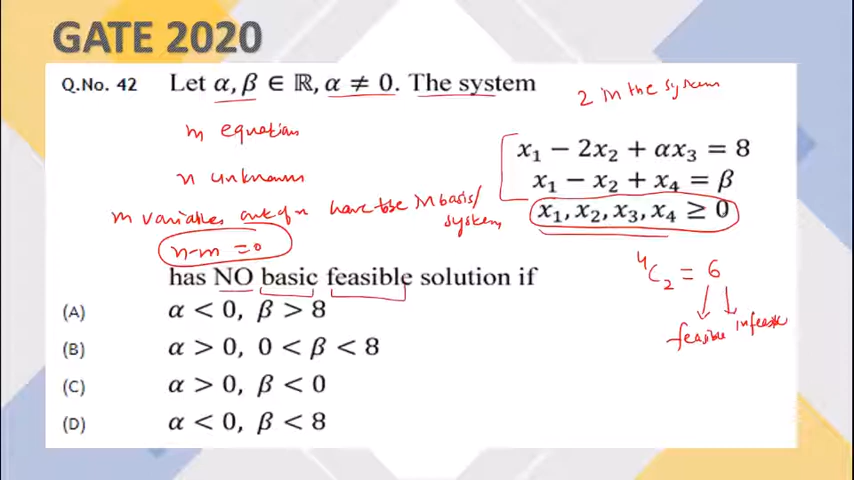 GATE 2020
Q.No. 42 Let α, β ∈ ℝ, α ≠ 0. The system
2 in the system
m equation
x₁ − 2x₂ + αx₃ = 8
n unknown
x₁ − x₂ + x₄ = β
m variables out of n have to be M basis/
system
x₁, x₂, x₃, x₄ ≥ 0
n-m = 0
⁴C₂ = 6
has NO basic feasible solution if
(A) α < 0, β > 8
feasible infeasible
(B) α > 0, 0 < β < 8
(C) α > 0, β < 0
(D) α < 0, β < 8